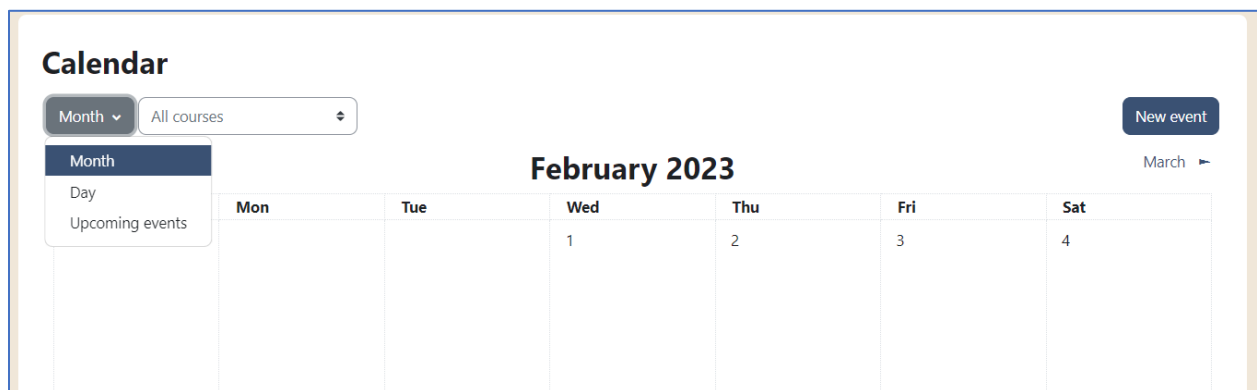 Calendar
Month All courses New event
Month
Day
Upcoming events
February 2023 March ►
Mon Tue Wed Thu Fri Sat
1 2 3 4